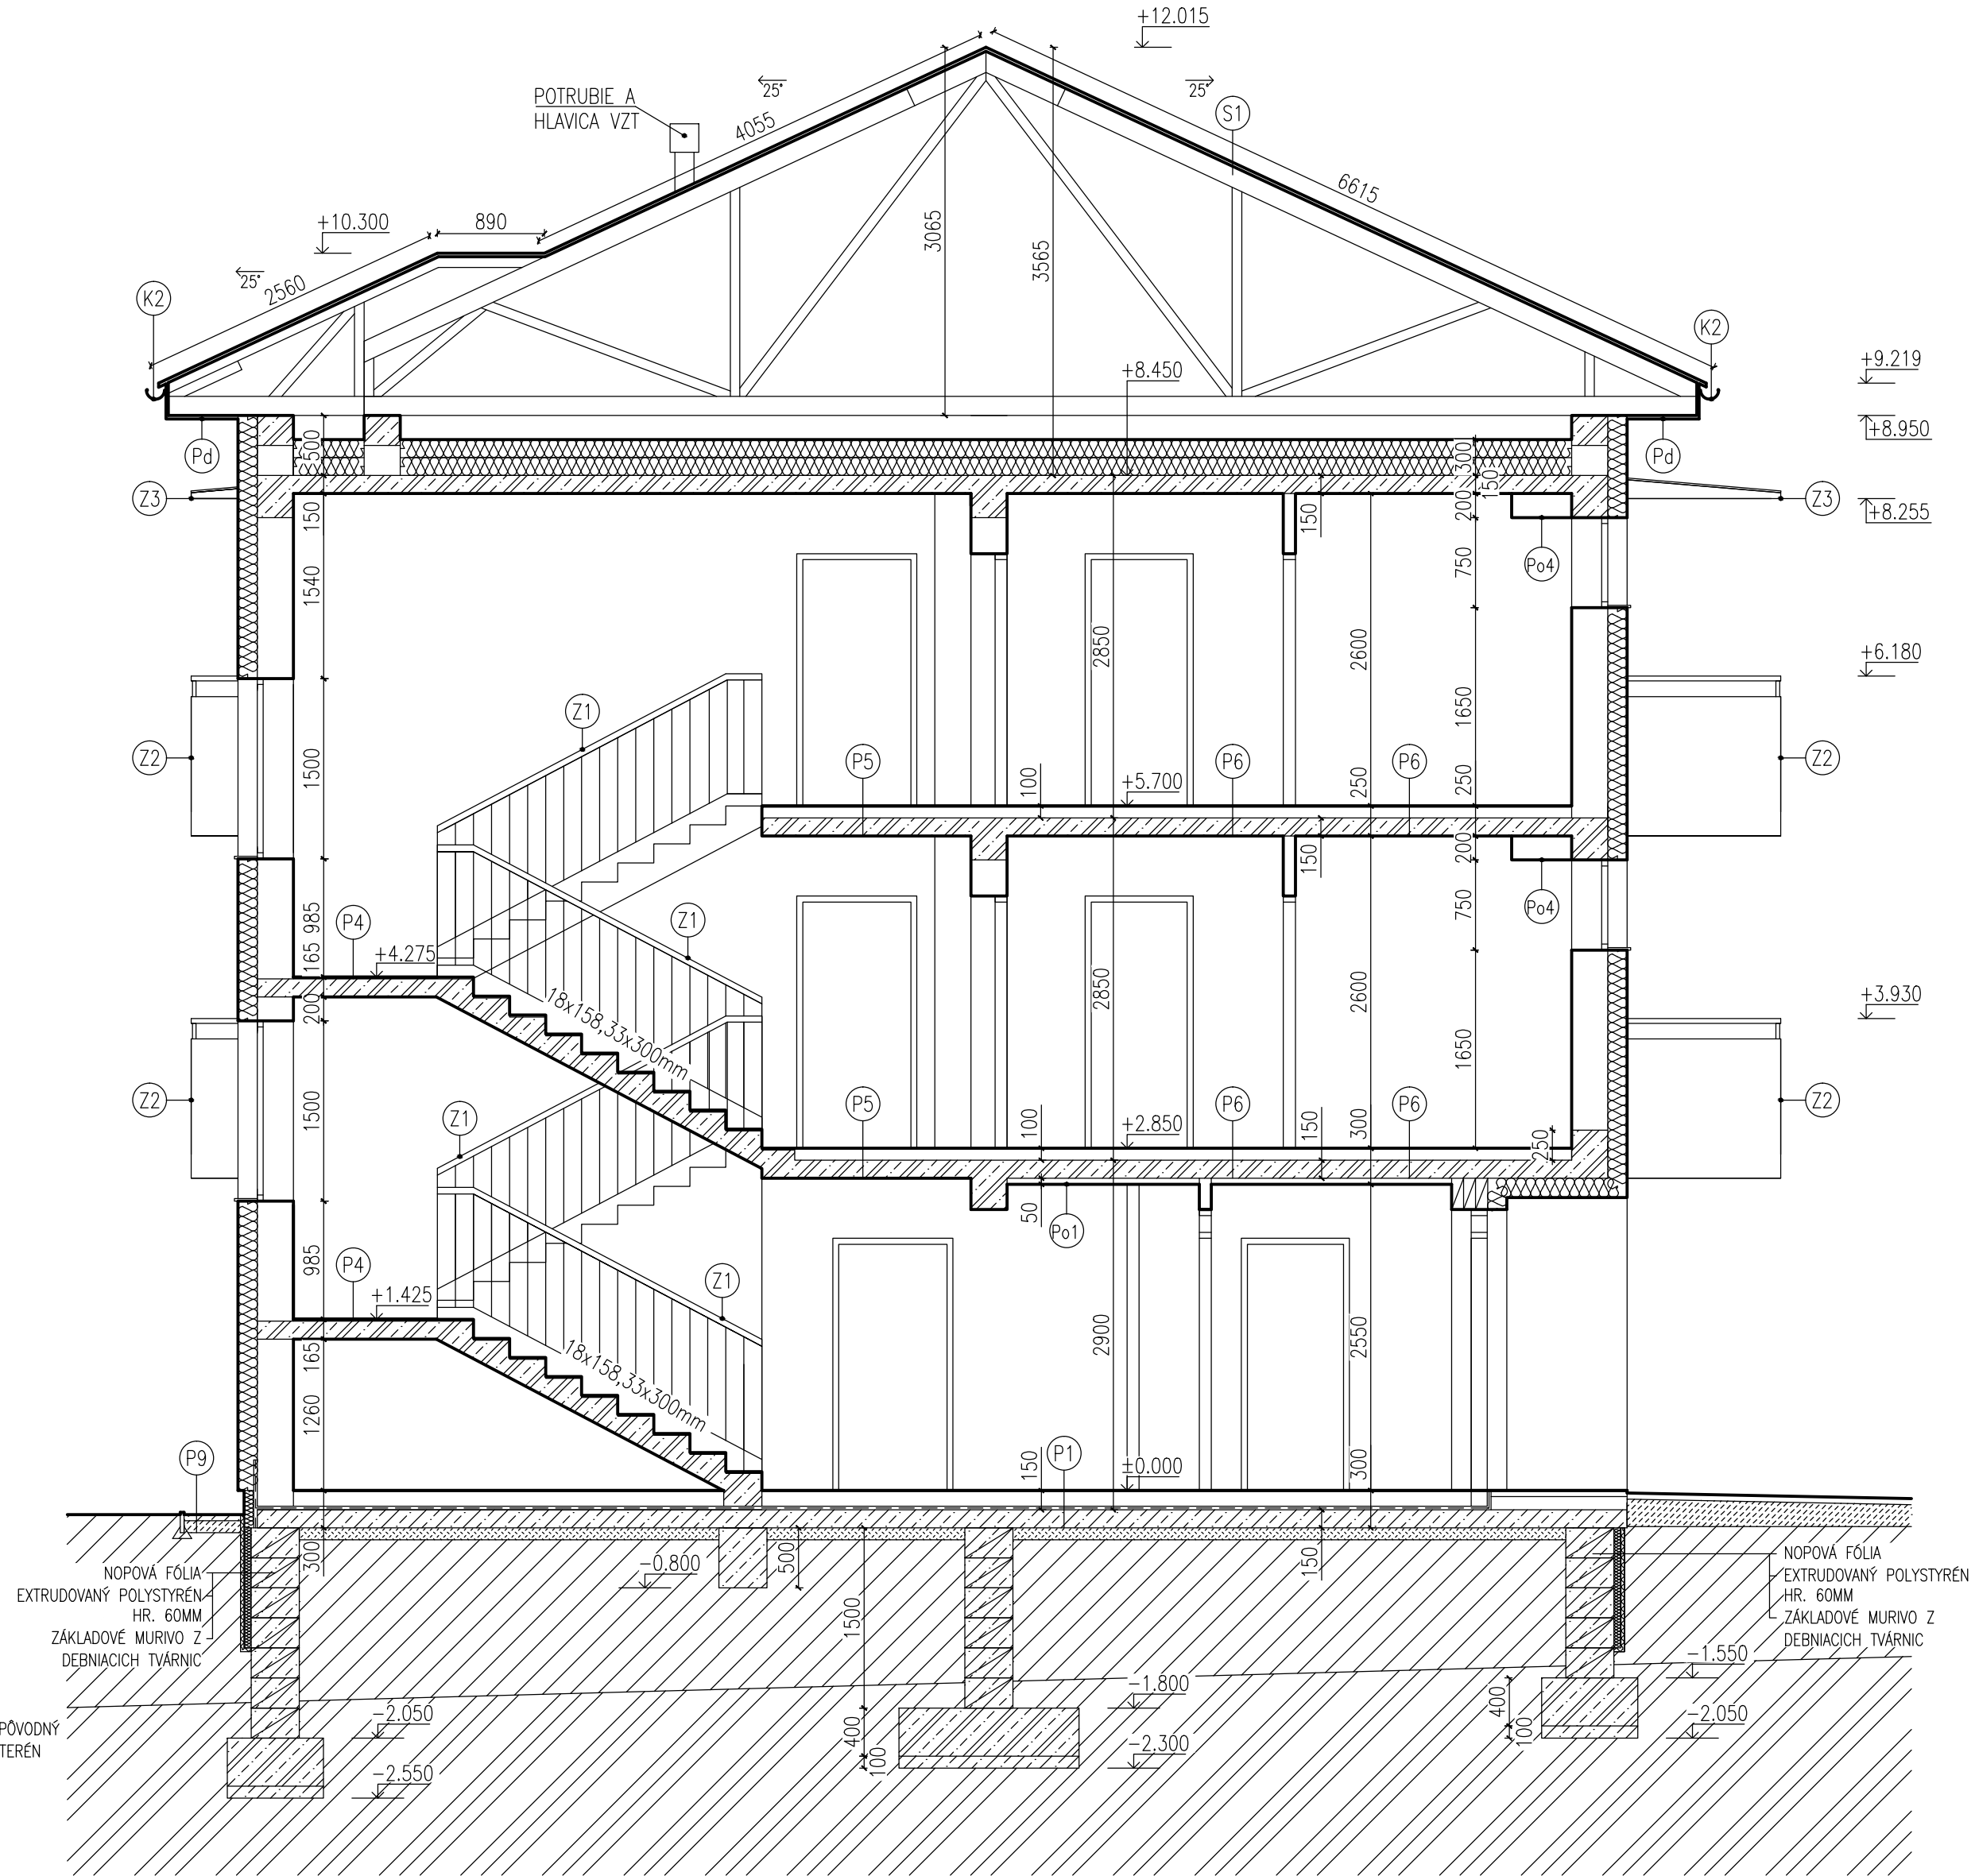 +12.015
25°
25°
POTRUBIE A
HLAVICA VZT
4055
S1
6615
+10.300
890
3065
3565
25°
2560
K2
K2
+9.219
+8.450
+8.950
Pd
500
300
Pd
Z3
150
150
200
150
Z3
+8.255
1540
750
Po4
2850
2600
+6.180
Z1
1650
Z2
1500
P5
100
+5.700
P6
250
P6
250
Z2
150
200
985
P4
Z1
750
Po4
165
+4.275
200
18x158,33x300mm
2850
2600
+3.930
1650
Z2
1500
Z1
P5
100
+2.850
150
P6
300
P6
250
Z2
50
Po1
985
P4
Z1
+1.425
165
18x158,33x300mm
2900
2550
1260
P9
150
P1
±0.000
300
300
-0.800
500
150
NOPOVÁ FÓLIA
EXTRUDOVANÝ POLYSTYRÉN
HR. 60MM
ZÁKLADOVÉ MURIVO Z
DEBNIACICH TVÁRNIC
NOPOVÁ FÓLIA
EXTRUDOVANÝ POLYSTYRÉN
HR. 60MM
ZÁKLADOVÉ MURIVO Z
DEBNIACICH TVÁRNIC
1500
-1.550
-1.800
400
100
-2.050
PÔVODNÝ
TERÉN
-2.050
400
100
-2.300
-2.550